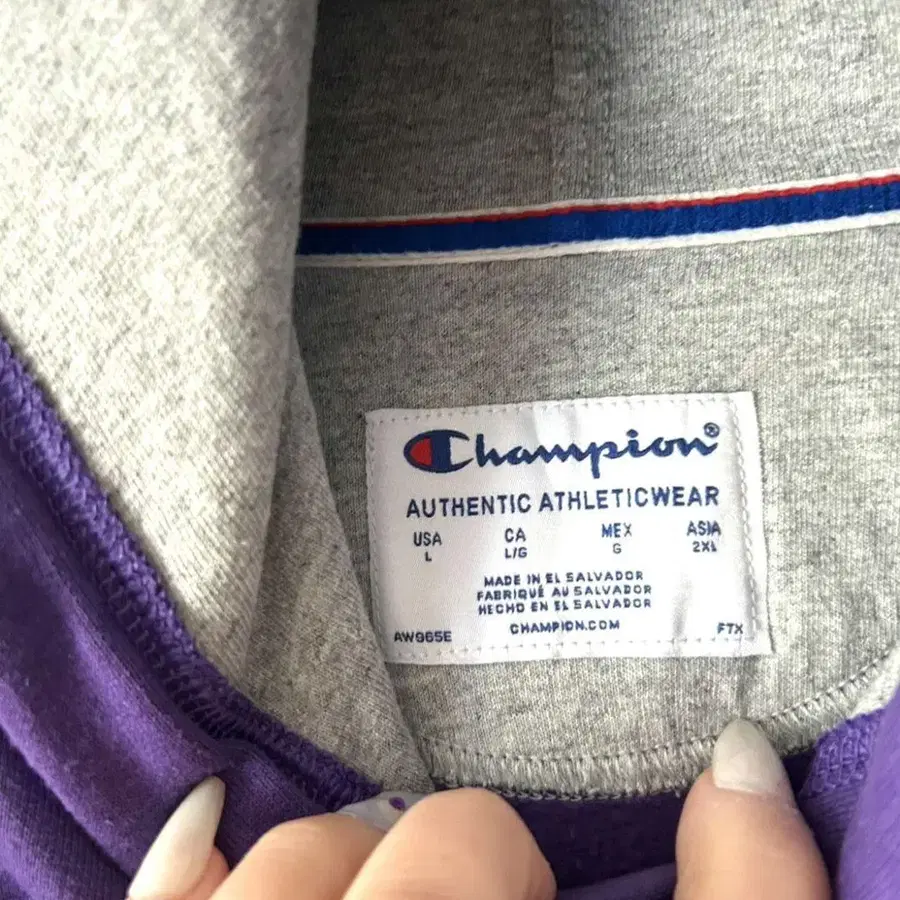 Champion®
AUTHENTIC ATHLETICWEAR
USA CA MEX ASIA
L L/G G 2XL
MADE IN EL SALVADOR
FABRIQUÉ AU SALVADOR
HECHO EN EL SALVADOR
AW965E CHAMPION.COM FTX